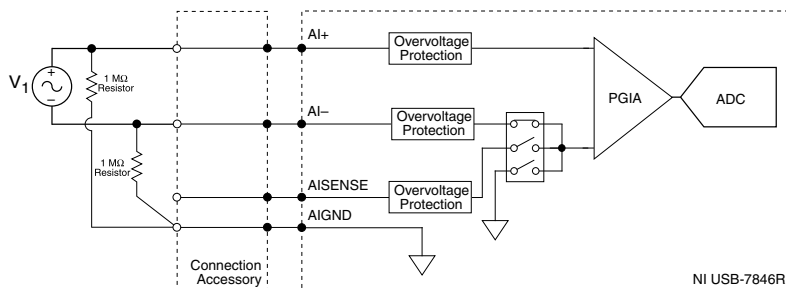 AI+
Overvoltage
Protection
+
V1
–
1 MΩ
Resistor
PGIA
ADC
AI–
Overvoltage
Protection
1 MΩ
Resistor
AISENSE
Overvoltage
Protection
AIGND
Connection
Accessory
NI USB-7846R